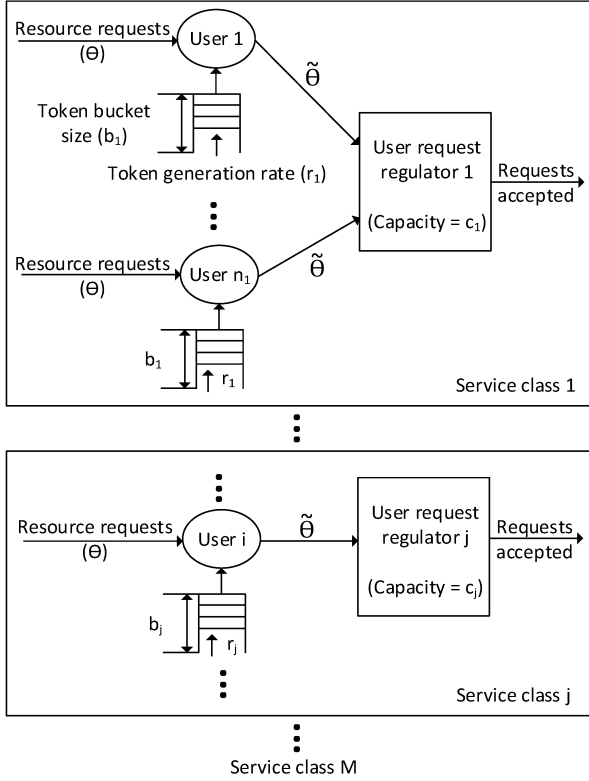 Resource requests
(Θ)
User 1
θ̃
Token bucket
size (b₁)
Token generation rate (r₁)
User request
regulator 1
(Capacity = c₁)
Requests
accepted
Resource requests
(Θ)
User n₁
θ̃
b₁
r₁
Service class 1
Resource requests
(Θ)
User i
θ̃
User request
regulator j
(Capacity = cⱼ)
Requests
accepted
bⱼ
rⱼ
Service class j
Service class M